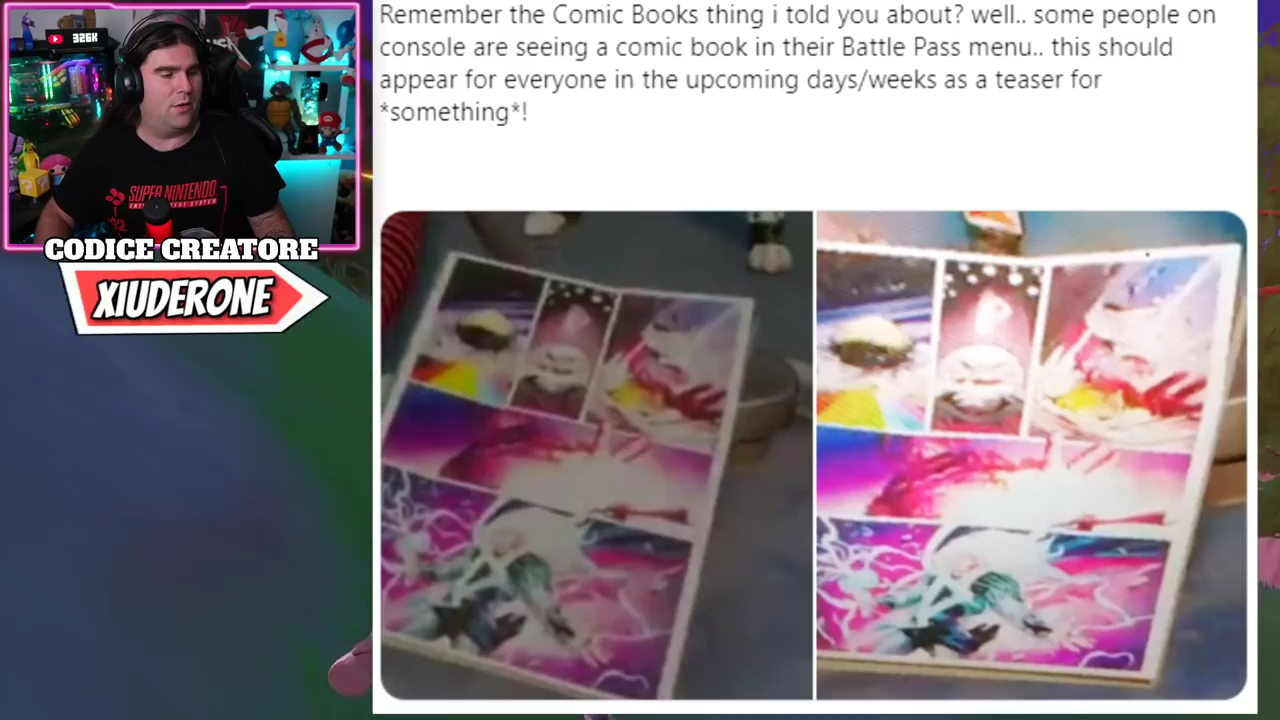 326K
SUPER NINTENDO
CODICE CREATORE
XIUDERONE
Remember the Comic Books thing i told you about? well.. some people on
console are seeing a comic book in their Battle Pass menu.. this should
appear for everyone in the upcoming days/weeks as a teaser for
*something*!